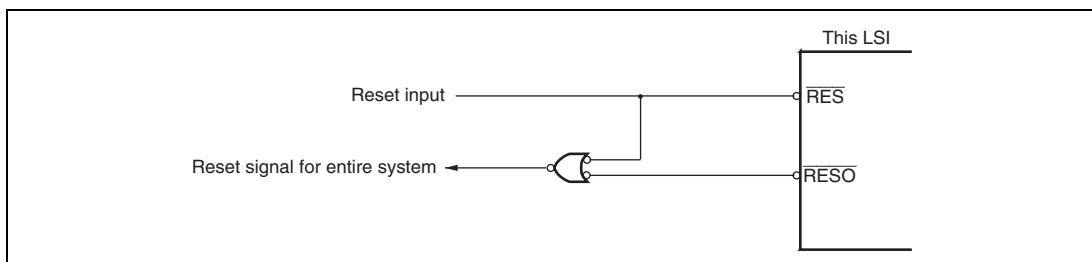 This LSI
Reset input
RES
Reset signal for entire system
RESO